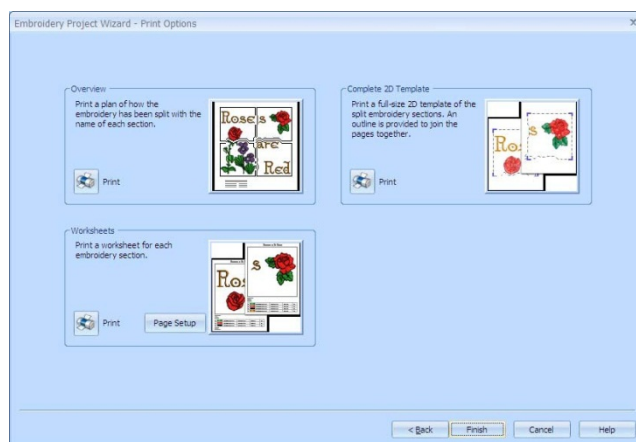 Embroidery Project Wizard - Print Options
Overview
Print a plan of how the
embroidery has been split with the
name of each section.
Print
Roses
are
Red
Complete 2D Template
Print a full-size 2D template of the
split embroidery sections. An
outline is provided to join the
pages together.
Print
Ro
s
Worksheets
Print a worksheet for each
embroidery section.
Print
Page Setup
Ro
s
< Back
Finish
Cancel
Help